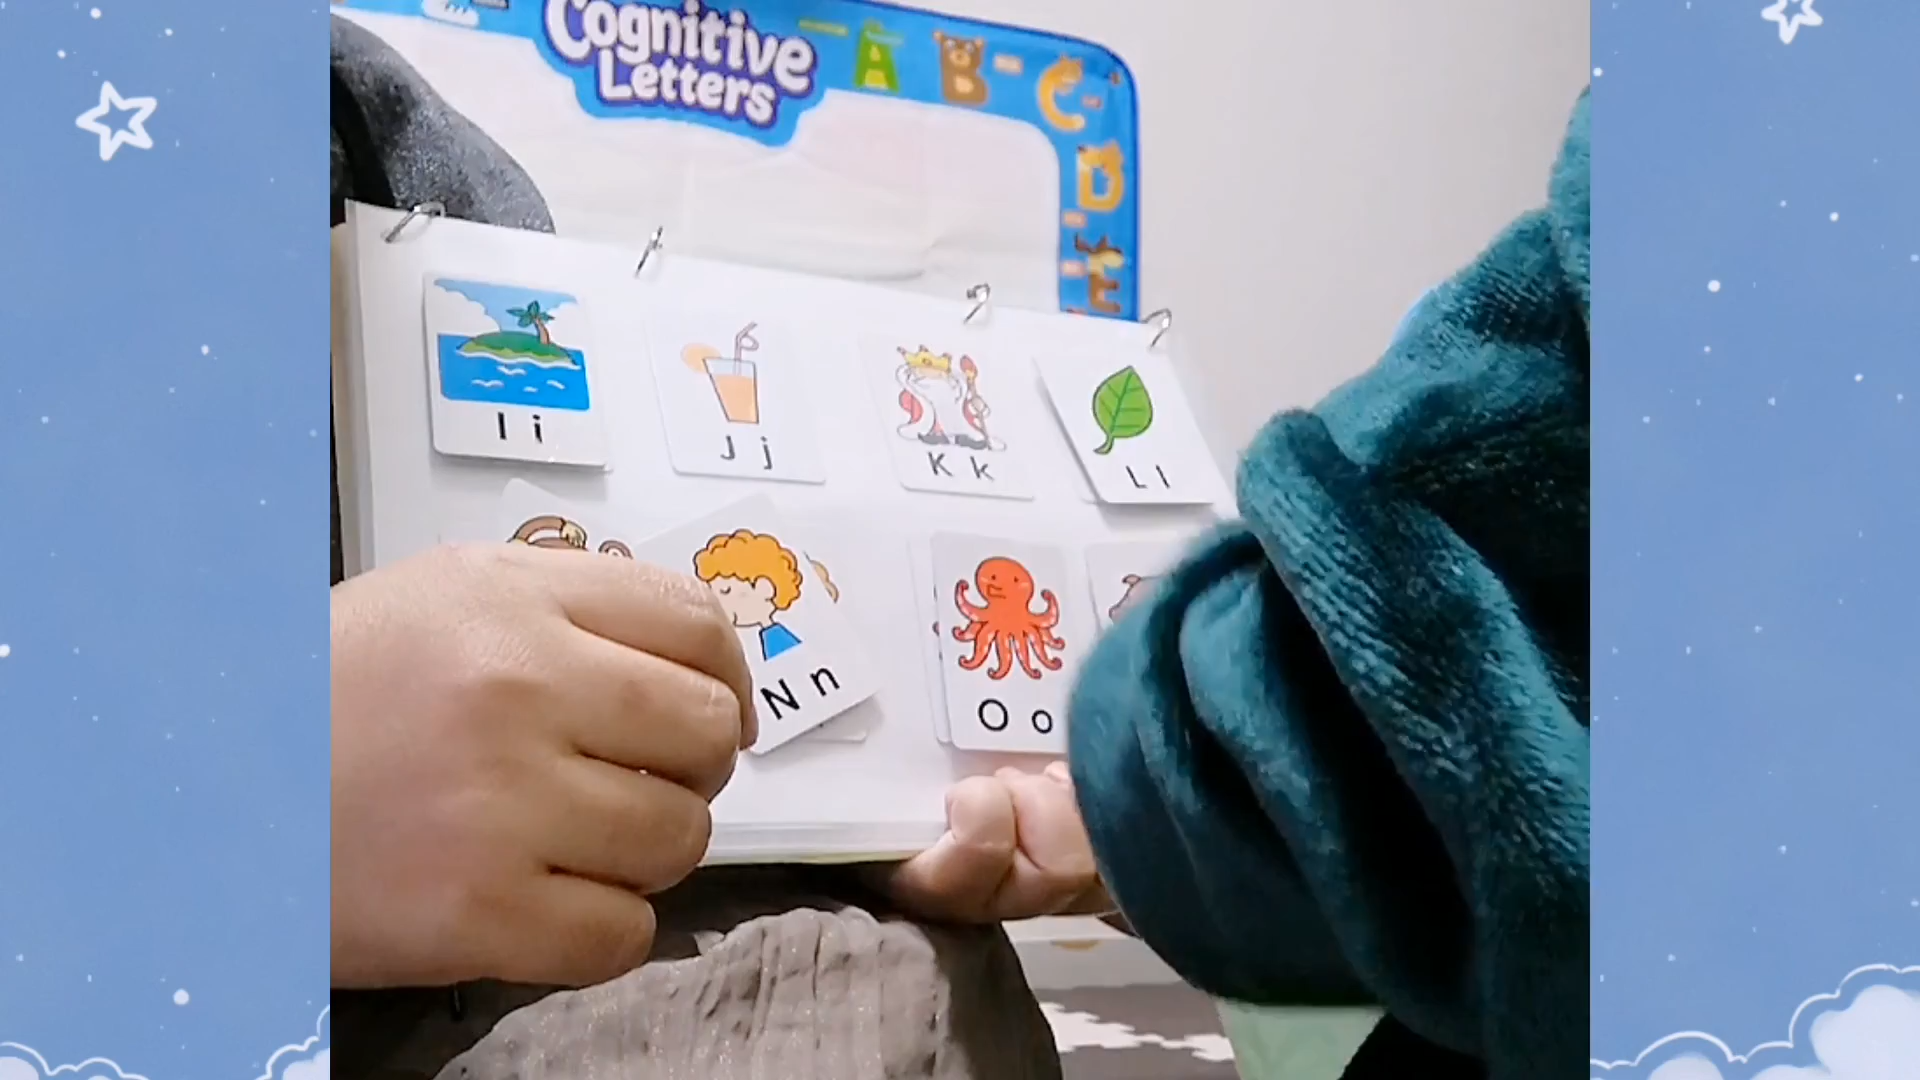 Cognitive
Letters
A B C
D
E
I i
J j
K k
L l
N n
O o